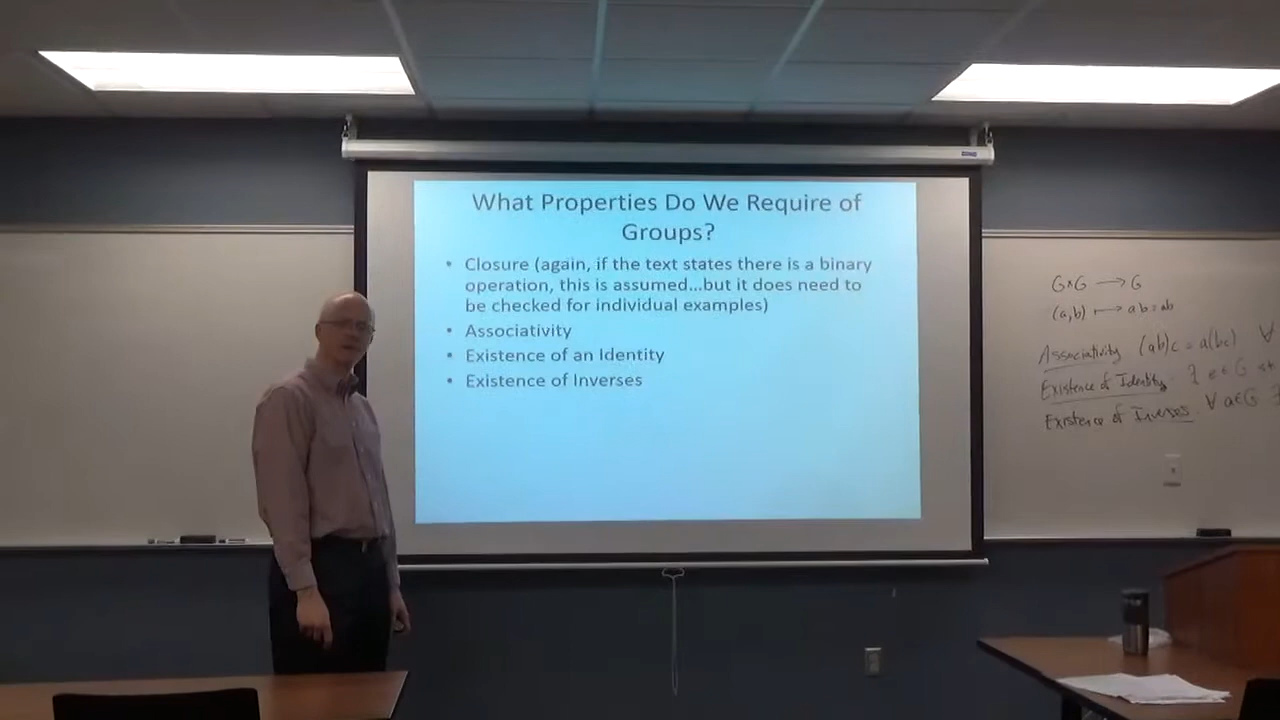 What Properties Do We Require of
Groups?
• Closure (again, if the text states there is a binary
operation, this is assumed...but it does need to
be checked for individual examples)
• Associativity
• Existence of an Identity
• Existence of Inverses
G×G → G
(a,b) ↦ ab = ab
Associativity (ab)c = a(bc) ∀
Existence of Identity ∃ e ∈ G st
Existence of Inverses ∀ a∈G ∃